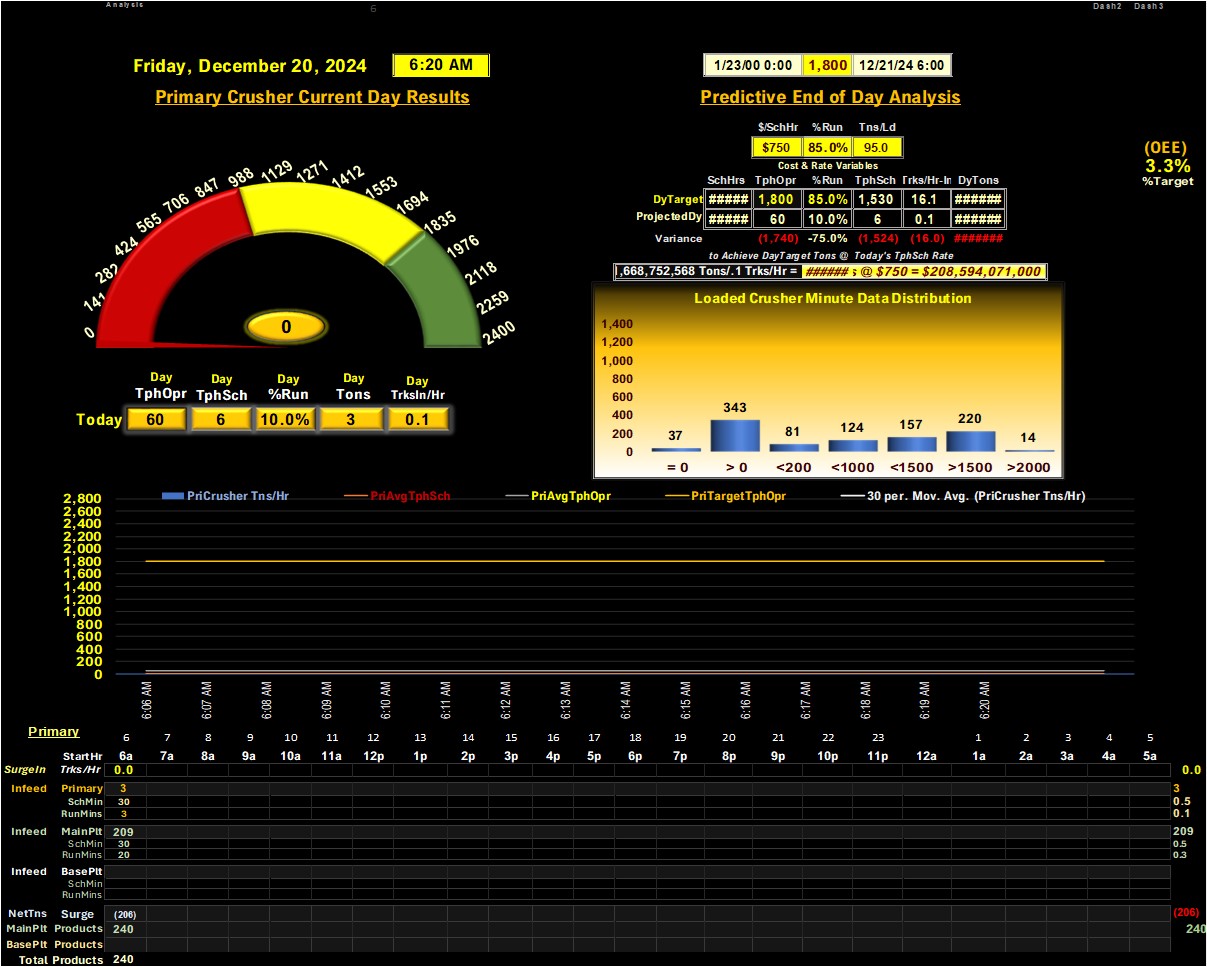 Analysis 6 Dash2 Dash3
Friday, December 20, 2024 6:20 AM 1/23/00 0:00 1,800 12/21/24 6:00
Primary Crusher Current Day Results
Predictive End of Day Analysis
$/SchHr %Run Tns/Ld
$750 85.0% 95.0
Cost & Rate Variables
(OEE)
3.3%
%Target
SchHrs TphOpr %Run TphSch Trks/Hr-In DyTons
DyTarget ##### 1,800 85.0% 1,530 16.1 ######
ProjectedDy ##### 60 10.0% 6 0.1 ######
Variance (1,740) -75.0% (1,524) (16.0) #######
to Achieve DayTarget Tons @ Today's TphSch Rate
,668,752,568 Tons/.1 Trks/Hr = ###### s @ $750 = $208,594,071,000
0 141 282 424 565 706 847 988 1129 1271 1412 1553 1694 1835 1976 2118 2259 2400
0
Day Day Day Day Day
TphOpr TphSch %Run Tons TrksIn/Hr
Today 60 6 10.0% 3 0.1
Loaded Crusher Minute Data Distribution
1,400
1,200
1,000
800
600
400
200
0
37 343 81 124 157 220 14
= 0 > 0 <200 <1000 <1500 >1500 >2000
PriCrusher Tns/Hr PriAvgTphSch PriAvgTphOpr PriTargetTphOpr 30 per. Mov. Avg. (PriCrusher Tns/Hr)
2,800
2,600
2,400
2,200
2,000
1,800
1,600
1,400
1,200
1,000
800
600
400
200
0
6:06 AM 6:07 AM 6:08 AM 6:09 AM 6:10 AM 6:11 AM 6:12 AM 6:13 AM 6:14 AM 6:15 AM 6:16 AM 6:17 AM 6:18 AM 6:19 AM 6:20 AM
Primary 6 7 8 9 10 11 12 13 14 15 16 17 18 19 20 21 22 23 1 2 3 4 5
StartHr 6a 7a 8a 9a 10a 11a 12p 1p 2p 3p 4p 5p 6p 7p 8p 9p 10p 11p 12a 1a 2a 3a 4a 5a
SurgeIn Trks/Hr 0.0 0.0
Infeed Primary 3 3
SchMin 30 0.5
RunMins 3 0.1
Infeed MainPlt 209 209
SchMin 30 0.5
RunMins 20 0.3
Infeed BasePlt
SchMin
RunMins
NetTns Surge (206) (206)
MainPlt Products 240 240
BasePlt Products
Total Products 240